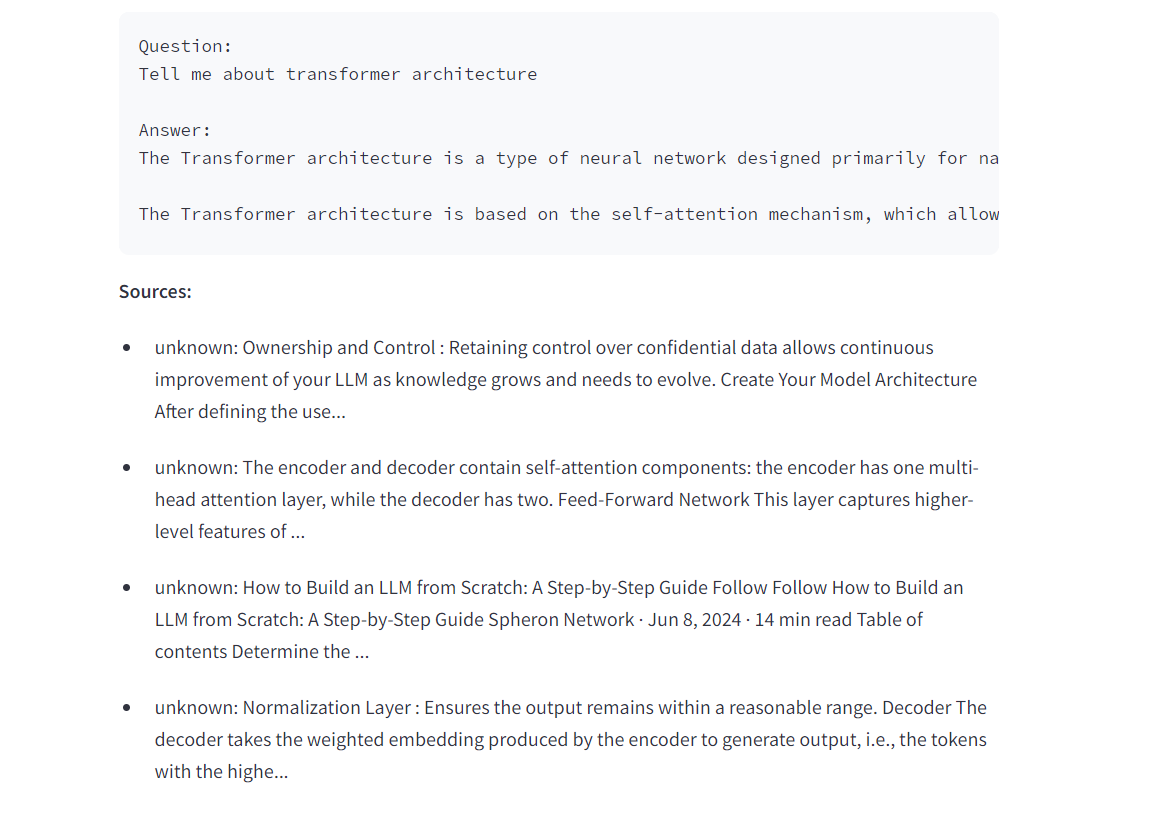 Question:
Tell me about transformer architecture
Answer:
The Transformer architecture is a type of neural network designed primarily for na
The Transformer architecture is based on the self-attention mechanism, which allow
Sources:
unknown: Ownership and Control : Retaining control over confidential data allows continuous
improvement of your LLM as knowledge grows and needs to evolve. Create Your Model Architecture
After defining the use...
unknown: The encoder and decoder contain self-attention components: the encoder has one multi-
head attention layer, while the decoder has two. Feed-Forward Network This layer captures higher-
level features of ...
unknown: How to Build an LLM from Scratch: A Step-by-Step Guide Follow Follow How to Build an
LLM from Scratch: A Step-by-Step Guide Spheron Network · Jun 8, 2024 · 14 min read Table of
contents Determine the ...
unknown: Normalization Layer : Ensures the output remains within a reasonable range. Decoder The
decoder takes the weighted embedding produced by the encoder to generate output, i.e., the tokens
with the highe...